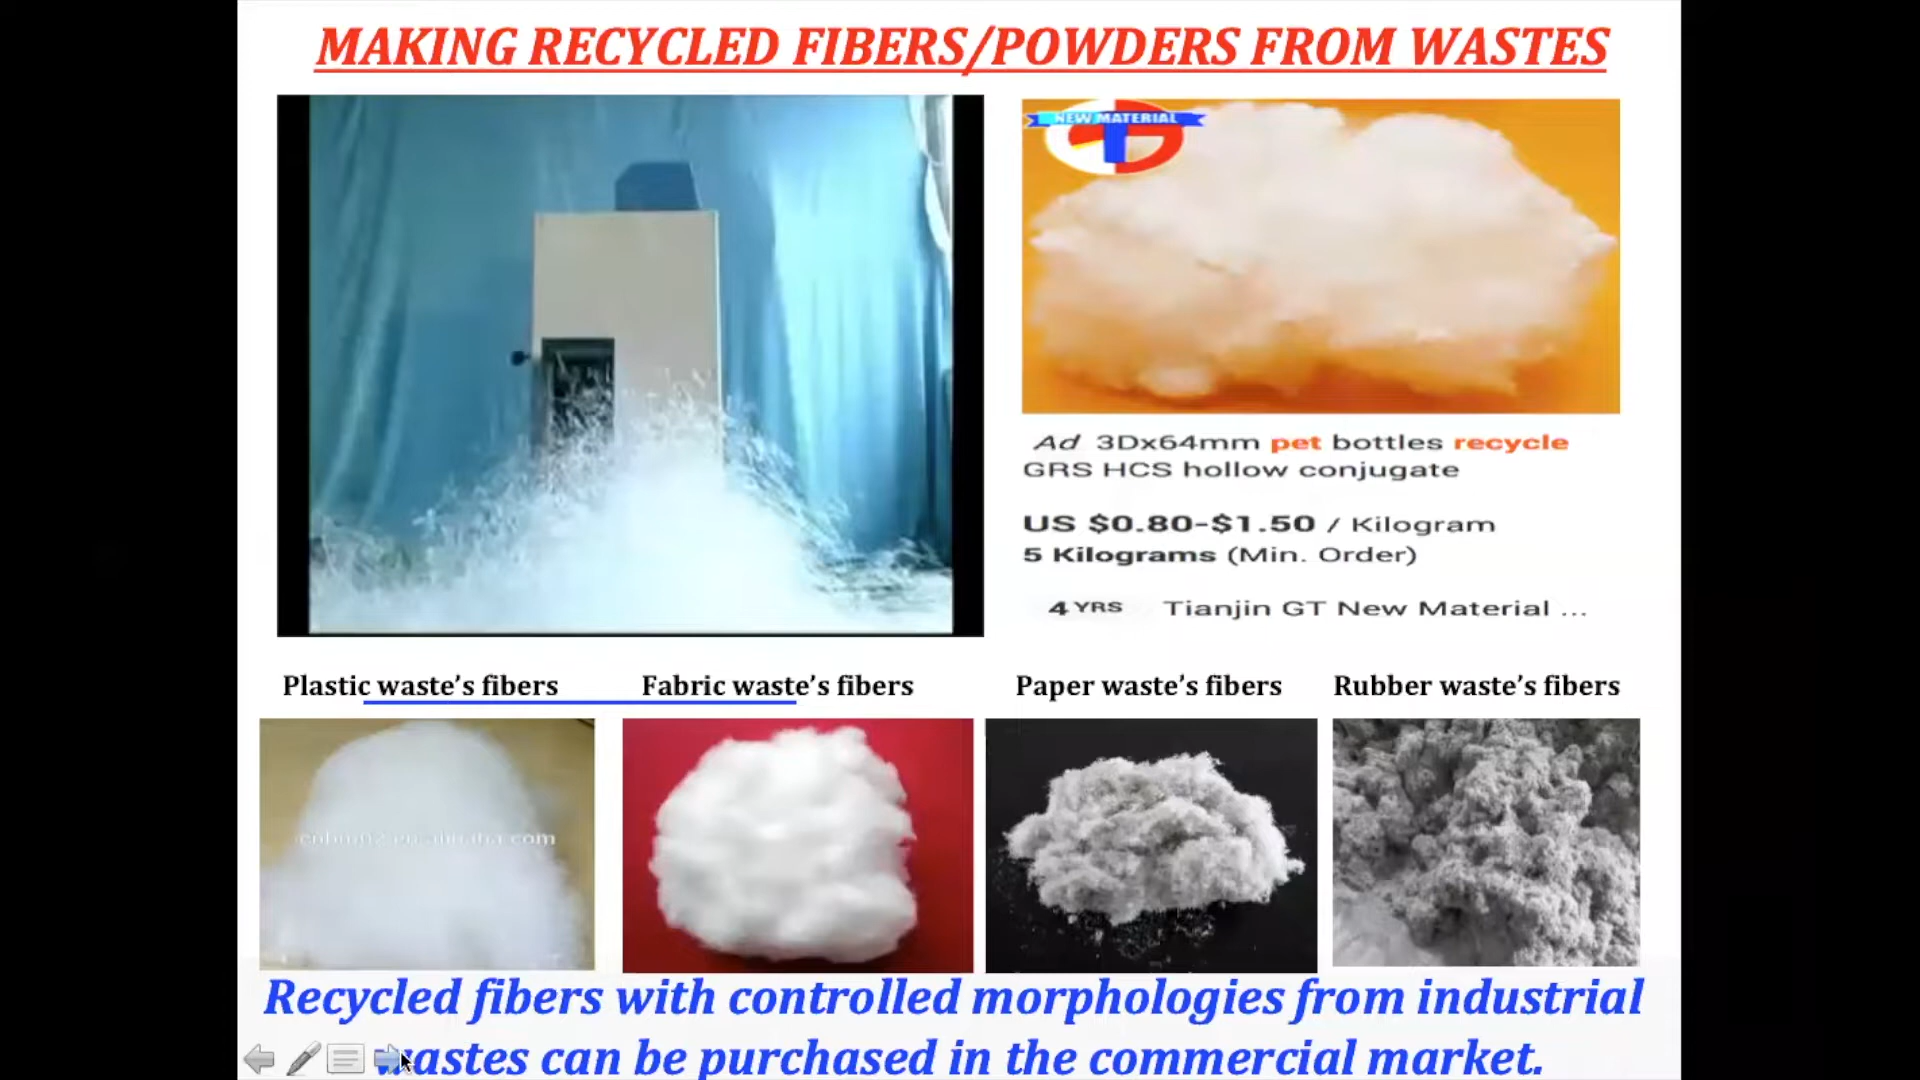 MAKING RECYCLED FIBERS/POWDERS FROM WASTES
NEW MATERIAL
Ad 3Dx64mm pet bottles recycle
GRS HCS hollow conjugate
US $0.80-$1.50 / Kilogram
5 Kilograms (Min. Order)
4 YRS Tianjin GT New Material ...
Plastic waste's fibers
Fabric waste's fibers
Paper waste's fibers
Rubber waste's fibers
Recycled fibers with controlled morphologies from industrial
wastes can be purchased in the commercial market.